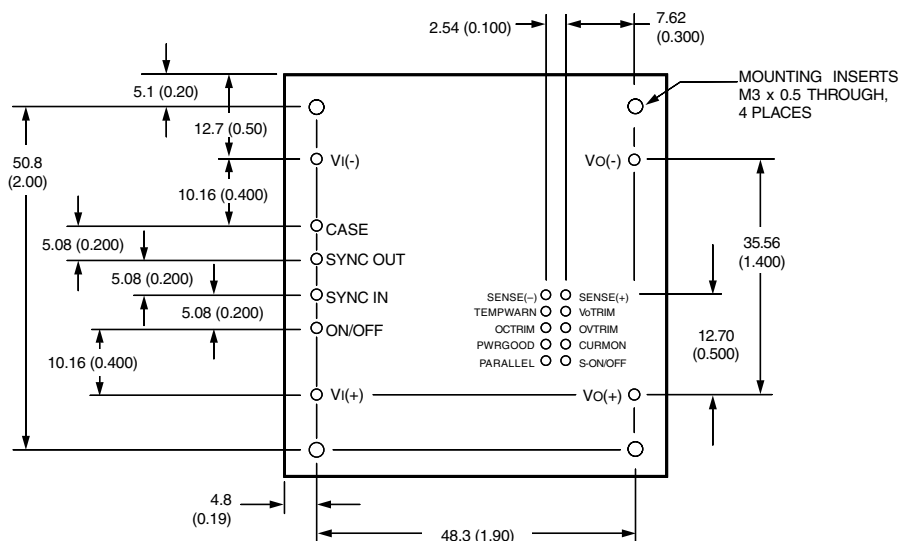 2.54 (0.100)
7.62
(0.300)
5.1 (0.20)
MOUNTING INSERTS
M3 x 0.5 THROUGH,
4 PLACES
12.7 (0.50)
50.8
(2.00)
VI(-)
VO(-)
10.16 (0.400)
CASE
5.08 (0.200)
SYNC OUT
35.56
(1.400)
5.08 (0.200)
SYNC IN
SENSE(–)
SENSE(+)
5.08 (0.200)
TEMPWARN
VoTRIM
ON/OFF
OCTRIM
OVTRIM
12.70
(0.500)
PWRGOOD
CURMON
10.16 (0.400)
PARALLEL
S-ON/OFF
VI(+)
VO(+)
4.8
(0.19)
48.3 (1.90)